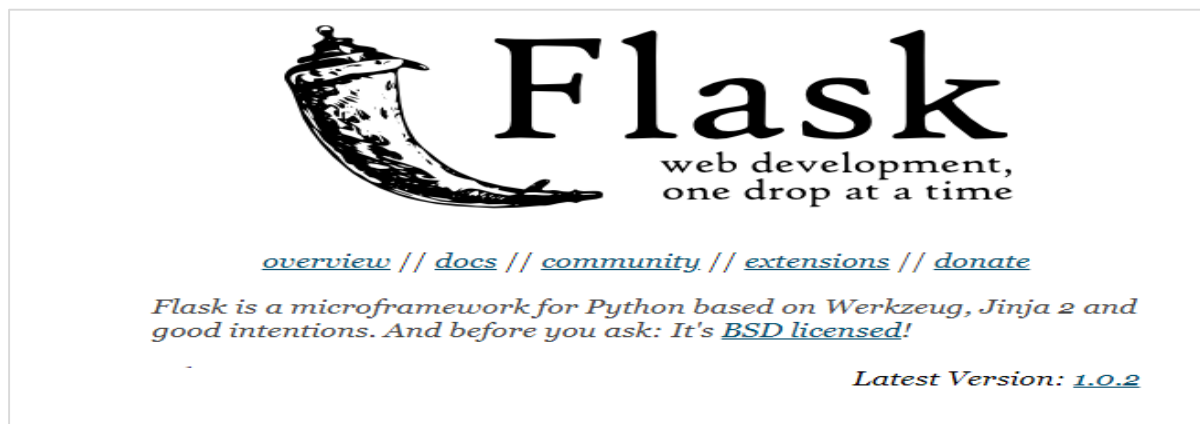 Flask
web development,
one drop at a time
overview // docs // community // extensions // donate
Flask is a microframework for Python based on Werkzeug, Jinja 2 and
good intentions. And before you ask: It's BSD licensed!
Latest Version: 1.0.2